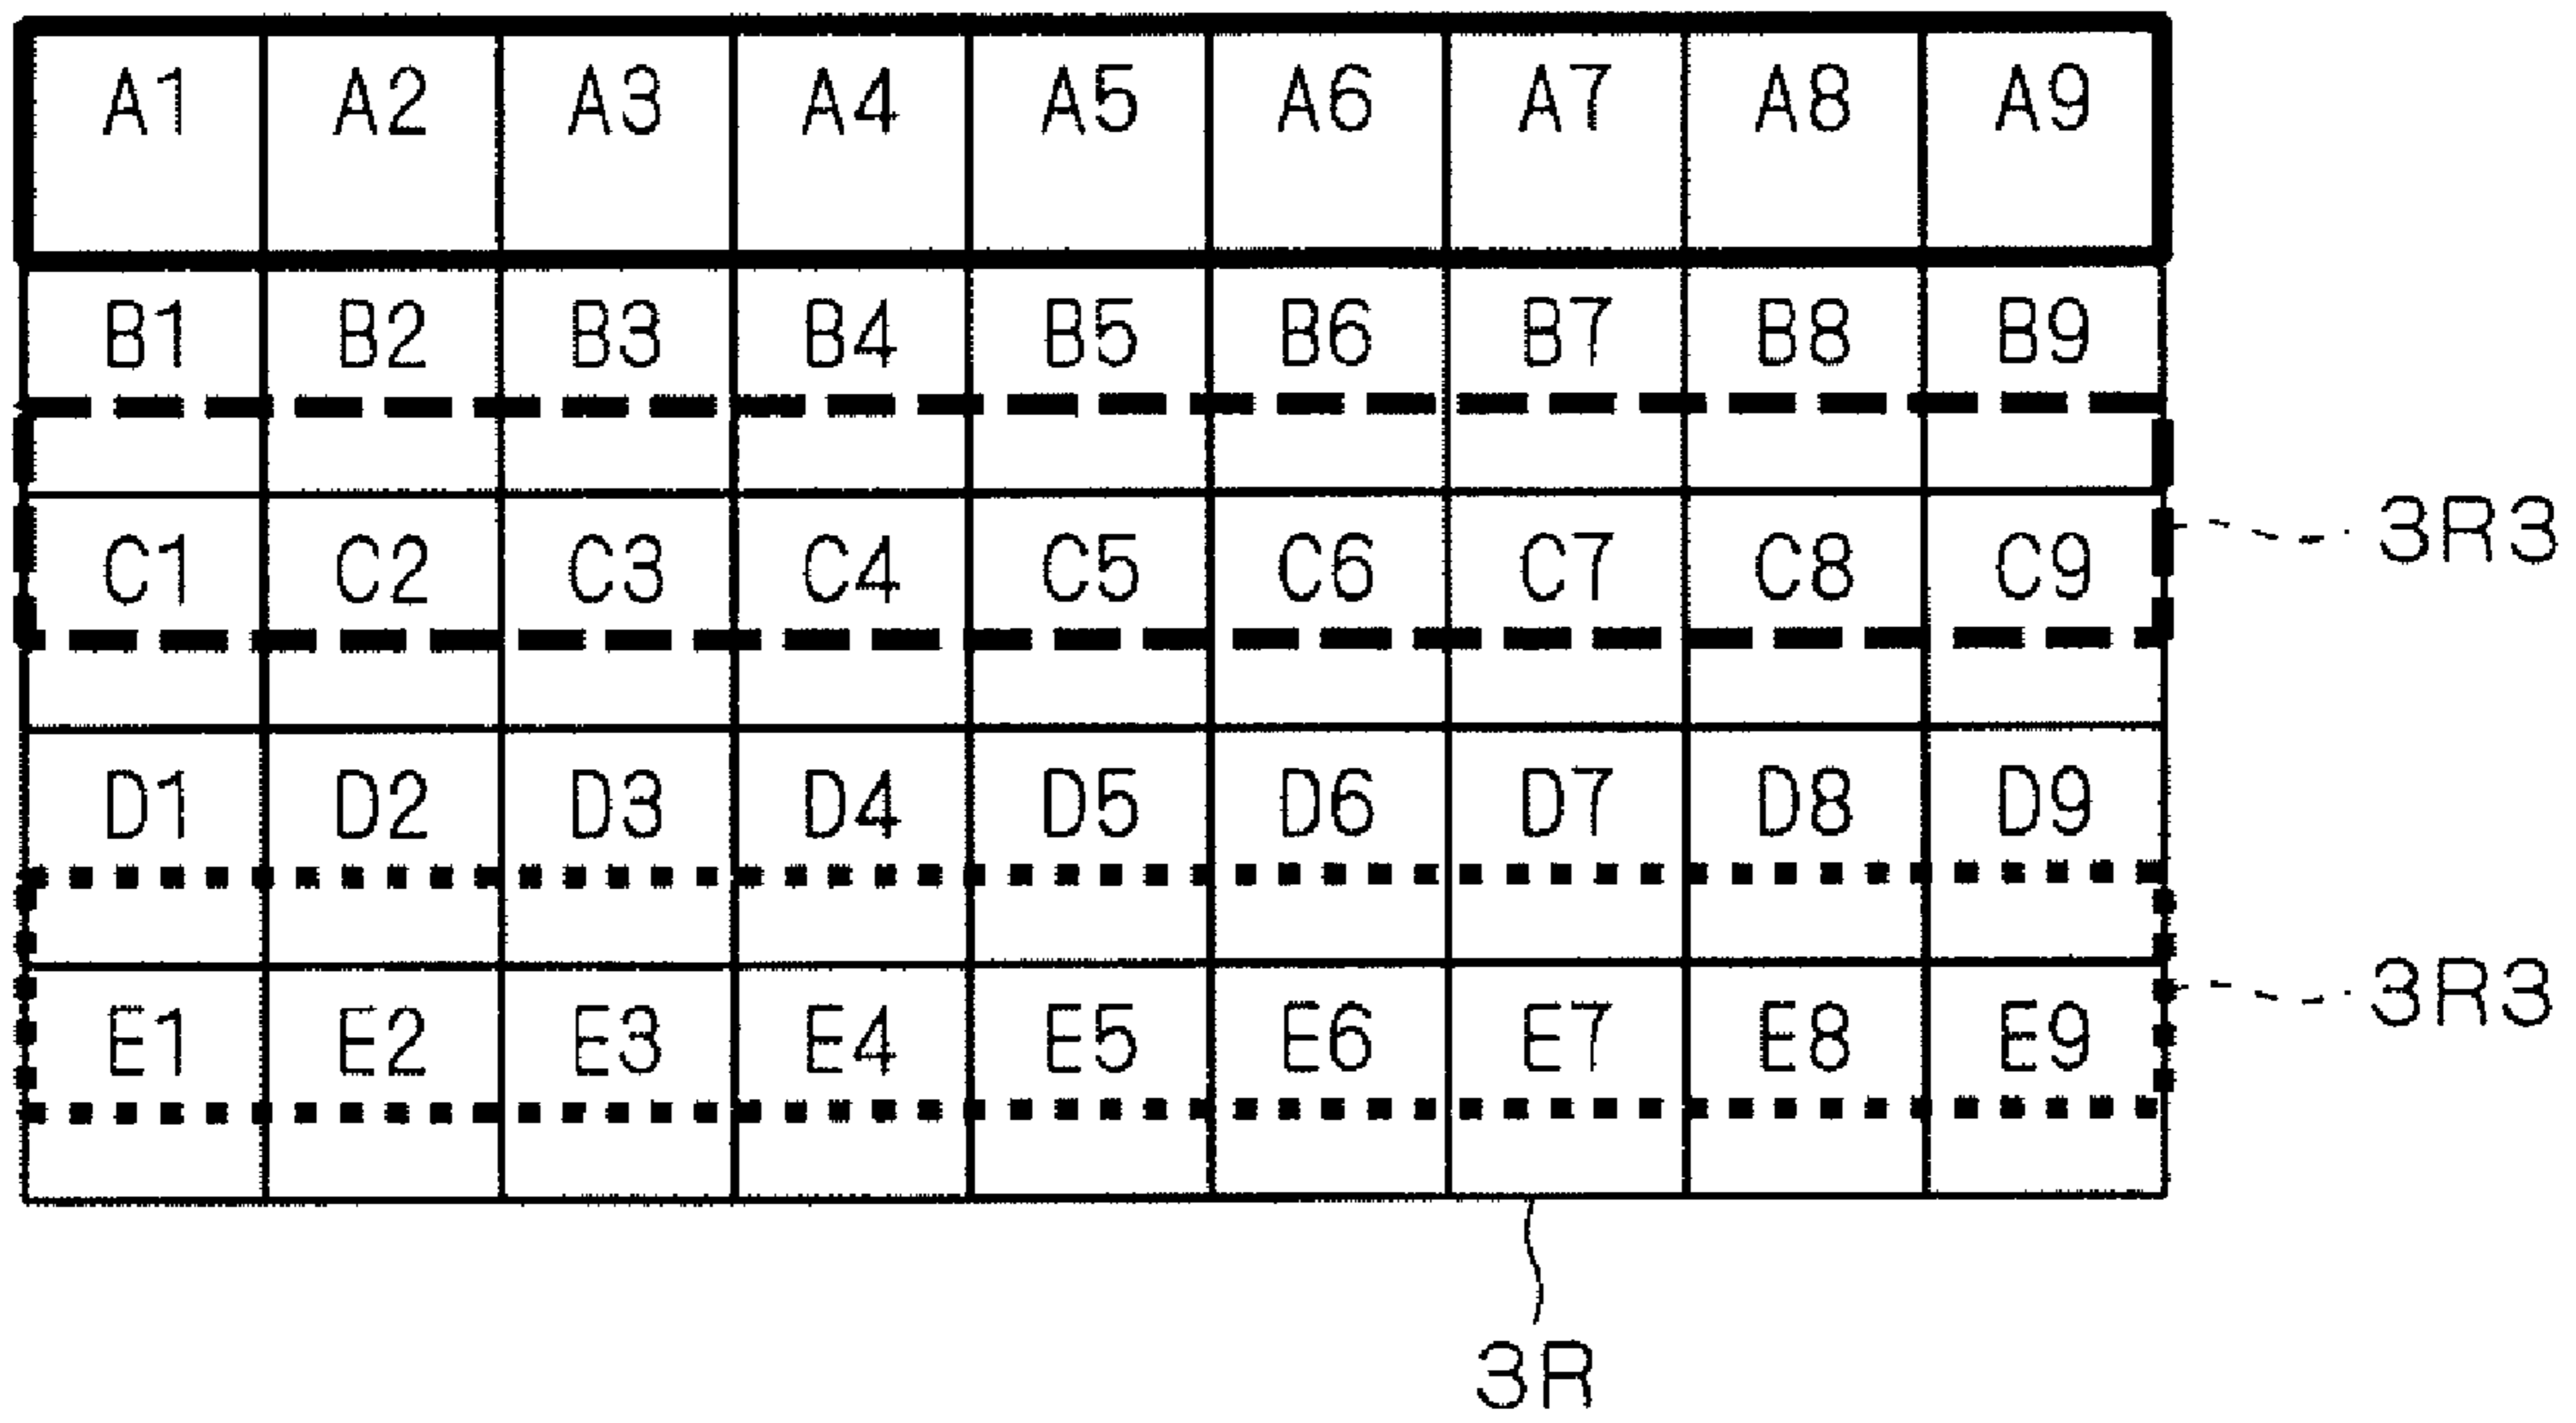 A1 A2 A3 A4 A5 A6 A7 A8 A9
B1 B2 B3 B4 B5 B6 B7 B8 B9
C1 C2 C3 C4 C5 C6 C7 C8 C9
3R3
D1 D2 D3 D4 D5 D6 D7 D8 D9
E1 E2 E3 E4 E5 E6 E7 E8 E9
3R3
3R